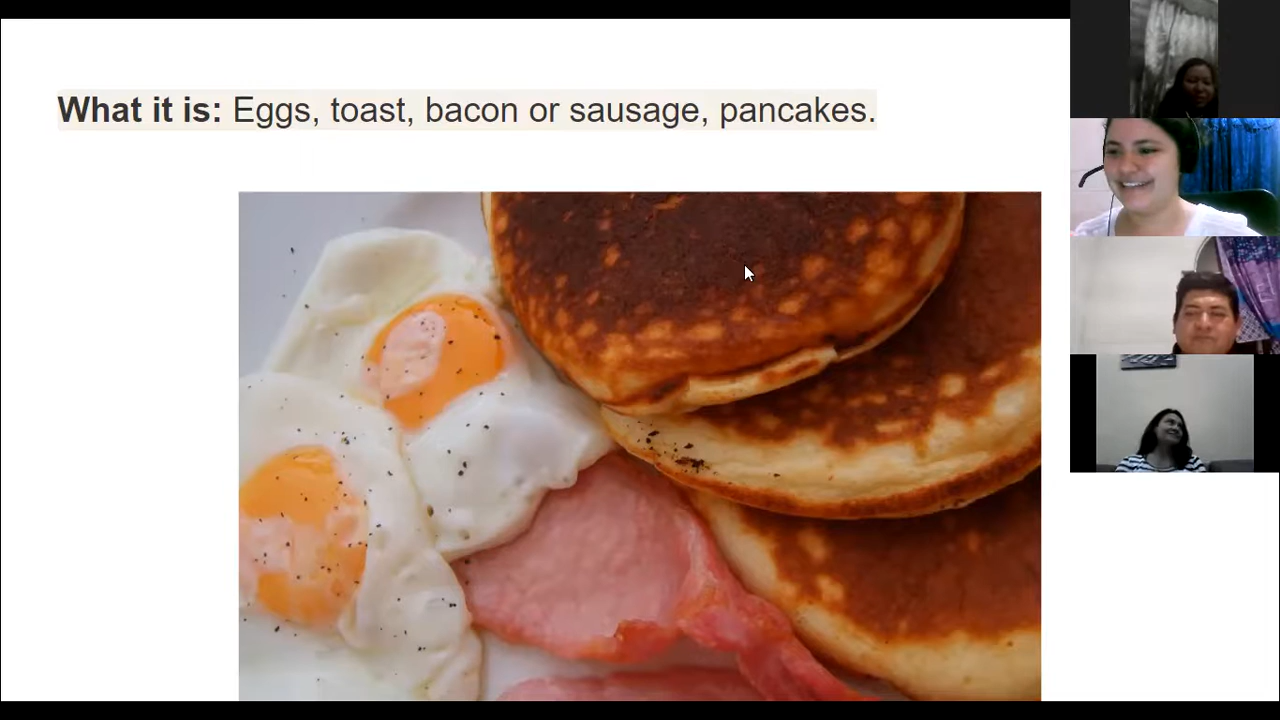 What it is: Eggs, toast, bacon or sausage, pancakes.